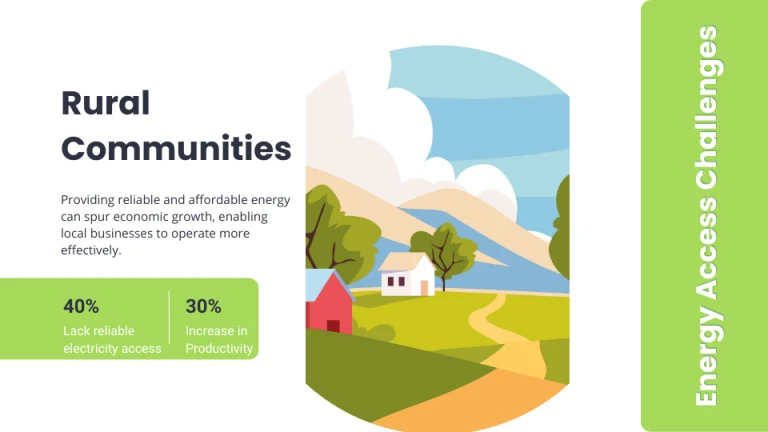 Rural
Communities
Providing reliable and affordable energy
can spur economic growth, enabling
local businesses to operate more
effectively.
40%
Lack reliable
electricity access
30%
Increase in
Productivity
Energy Access Challenges